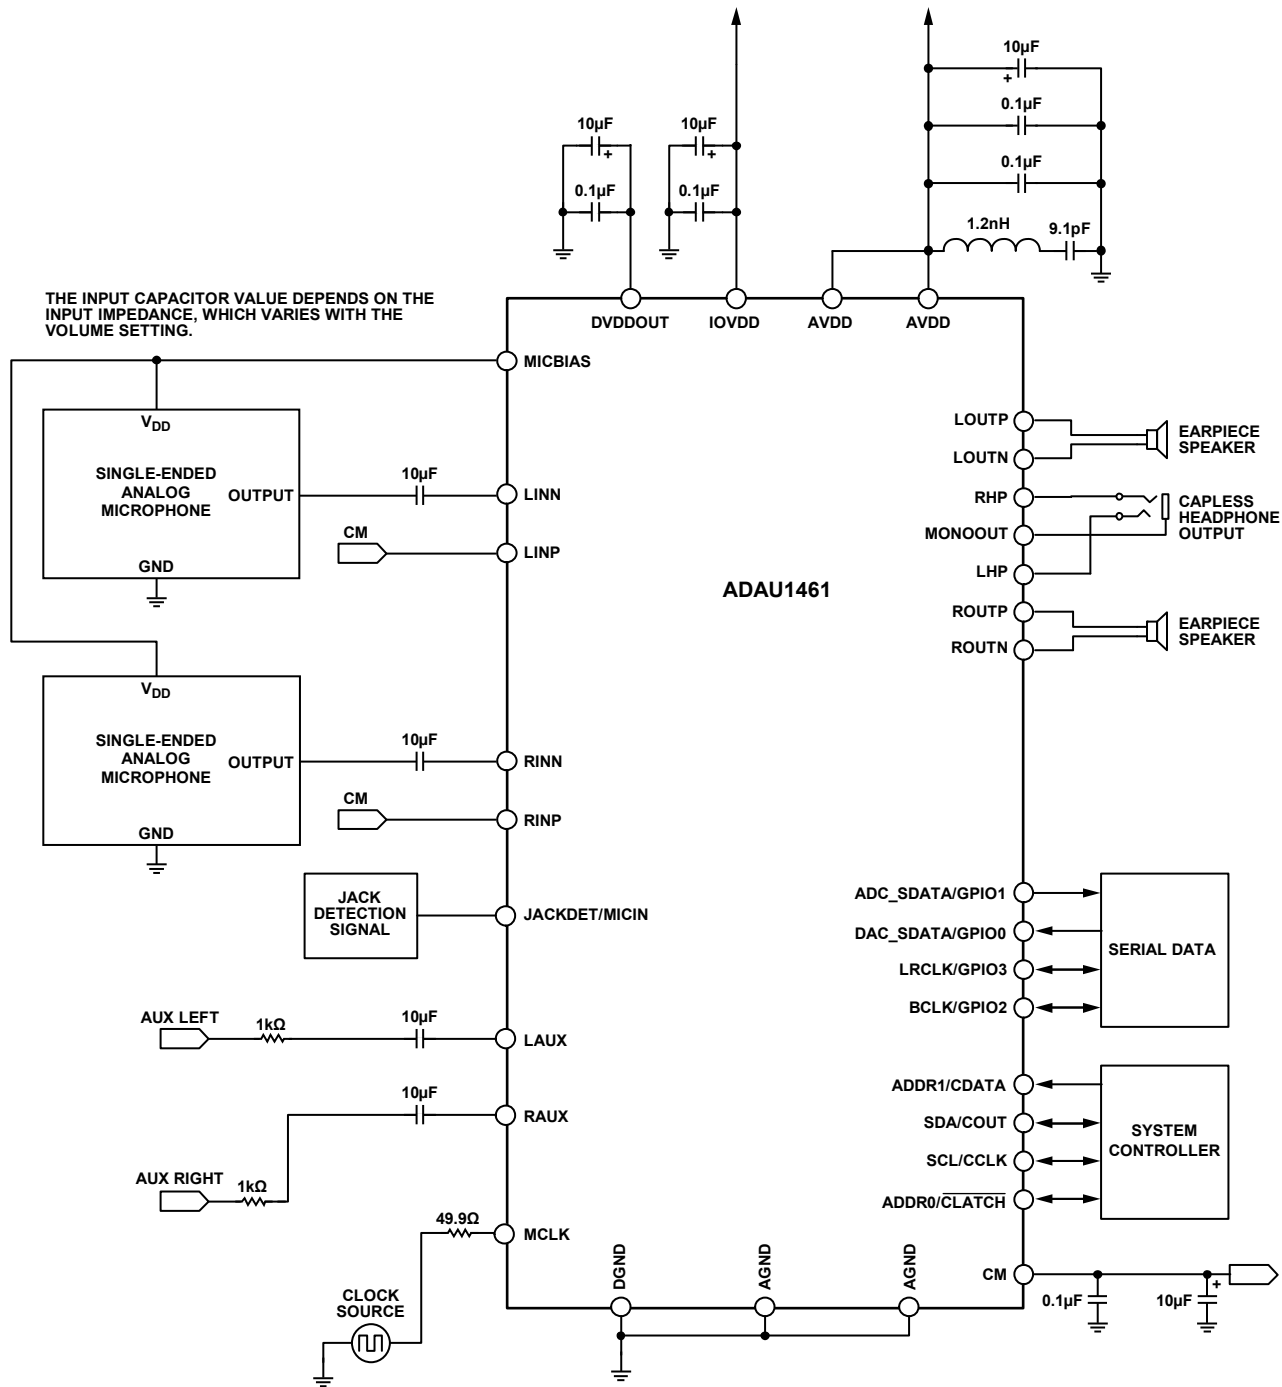 10µF
0.1µF
0.1µF
1.2nH
9.1pF
10µF
10µF
0.1µF
0.1µF
+
+
+
THE INPUT CAPACITOR VALUE DEPENDS ON THE
INPUT IMPEDANCE, WHICH VARIES WITH THE
VOLUME SETTING.
DVDDOUT
IOVDD
AVDD
AVDD
MICBIAS
VDD
SINGLE-ENDED
ANALOG
MICROPHONE
OUTPUT
GND
10µF
LINN
CM
LINP
VDD
SINGLE-ENDED
ANALOG
MICROPHONE
OUTPUT
GND
10µF
RINN
CM
RINP
JACK
DETECTION
SIGNAL
JACKDET/MICIN
AUX LEFT
1kΩ
10µF
LAUX
10µF
RAUX
AUX RIGHT
1kΩ
49.9Ω
MCLK
CLOCK
SOURCE
ADAU1461
DGND
AGND
AGND
LOUTP
LOUTN
EARPIECE
SPEAKER
RHP
MONOOUT
LHP
CAPLESS
HEADPHONE
OUTPUT
ROUTP
ROUTN
EARPIECE
SPEAKER
ADC_SDATA/GPIO1
DAC_SDATA/GPIO0
LRCLK/GPIO3
BCLK/GPIO2
SERIAL DATA
ADDR1/CDATA
SDA/COUT
SCL/CCLK
ADDR0/CLATCH
SYSTEM
CONTROLLER
CM
0.1µF
10µF
+